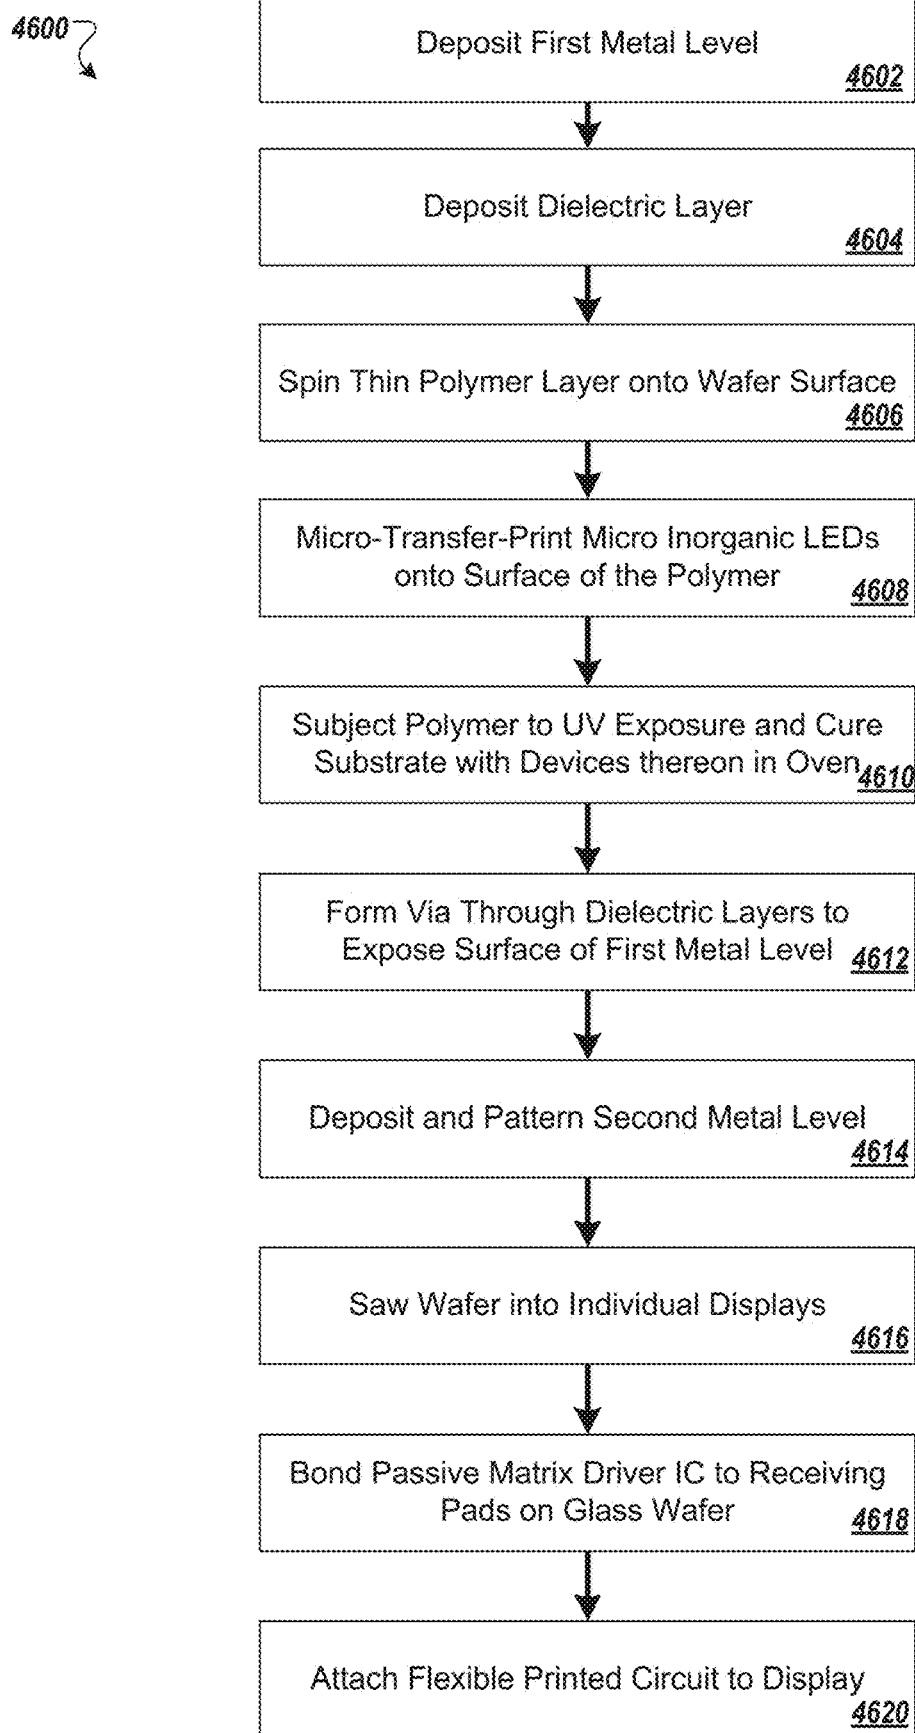 4600
Deposit First Metal Level
4602
Deposit Dielectric Layer
4604
Spin Thin Polymer Layer onto Wafer Surface
4606
Micro-Transfer-Print Micro Inorganic LEDs
onto Surface of the Polymer
4608
Subject Polymer to UV Exposure and Cure
Substrate with Devices thereon in Oven
4610
Form Via Through Dielectric Layers to
Expose Surface of First Metal Level
4612
Deposit and Pattern Second Metal Level
4614
Saw Wafer into Individual Displays
4616
Bond Passive Matrix Driver IC to Receiving
Pads on Glass Wafer
4618
Attach Flexible Printed Circuit to Display
4620